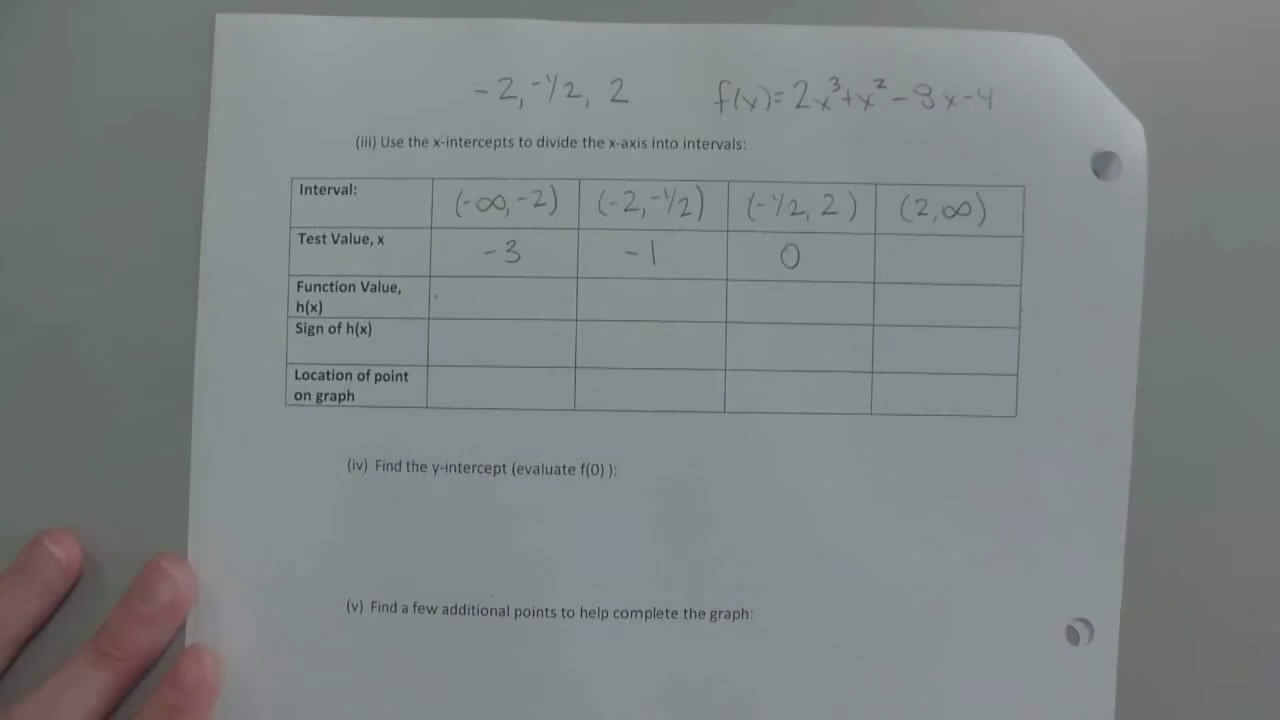 -2, -1/2, 2 f(x)=2x³+x²-8x-4
(iii) Use the x-intercepts to divide the x-axis into intervals:
Interval: (-∞,-2) (-2,-1/2) (-1/2, 2) (2,∞)
Test Value, x -3 -1 0
Function Value,
h(x)
Sign of h(x)
Location of point
on graph
(iv) Find the y-intercept (evaluate f(0) ):
(v) Find a few additional points to help complete the graph: